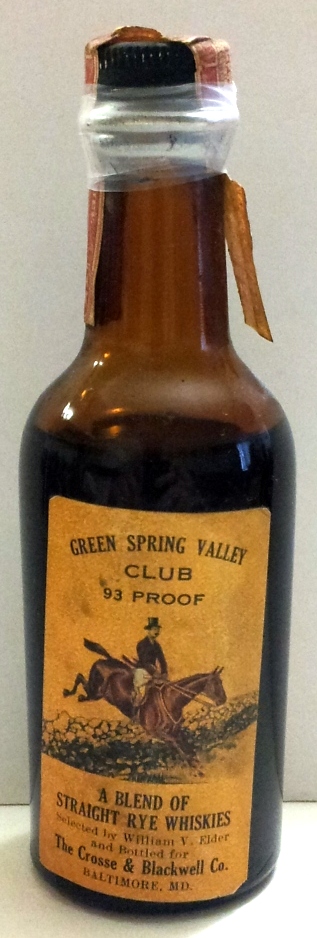 GREEN SPRING VALLEY
CLUB
93 PROOF
A BLEND OF
STRAIGHT RYE WHISKIES
Selected by William V. Elder
and Bottled for
The Crosse & Blackwell Co.
BALTIMORE, MD.